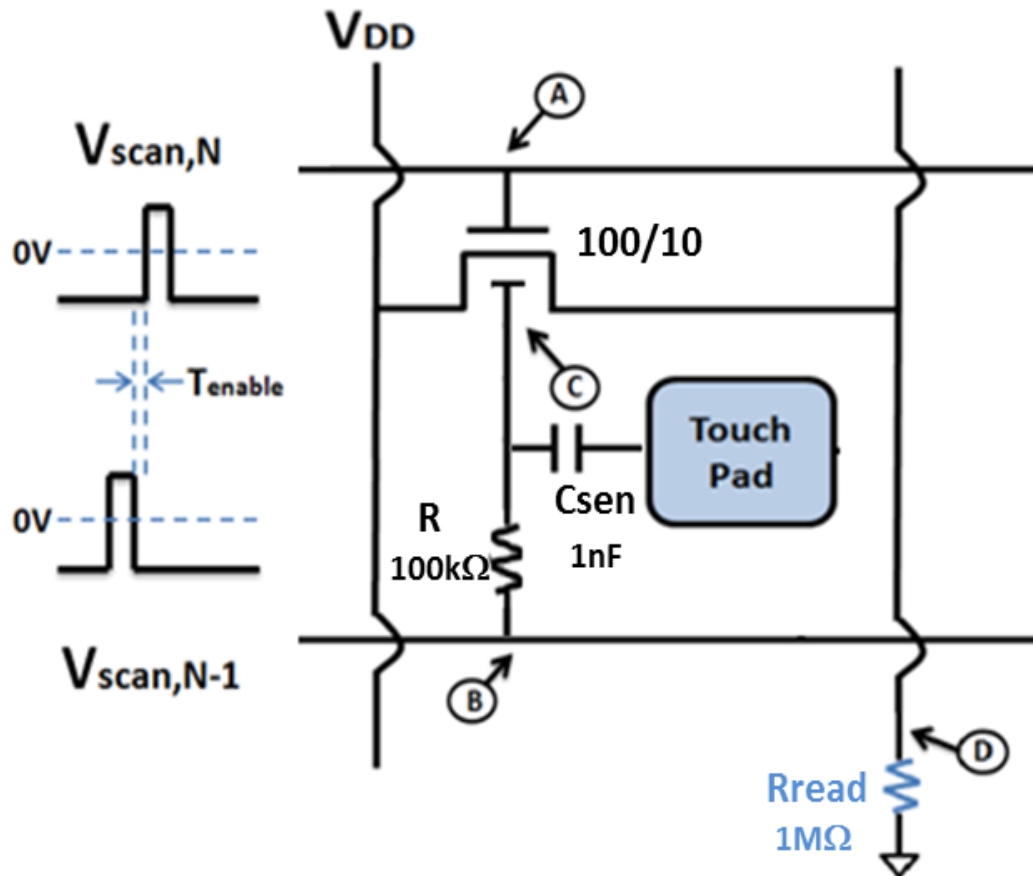 VDD
A
Vscan,N
0V
100/10
Tenable
C
Touch
Pad
R
100kΩ
Csen
1nF
0V
Vscan,N-1
B
D
Rread
1MΩ